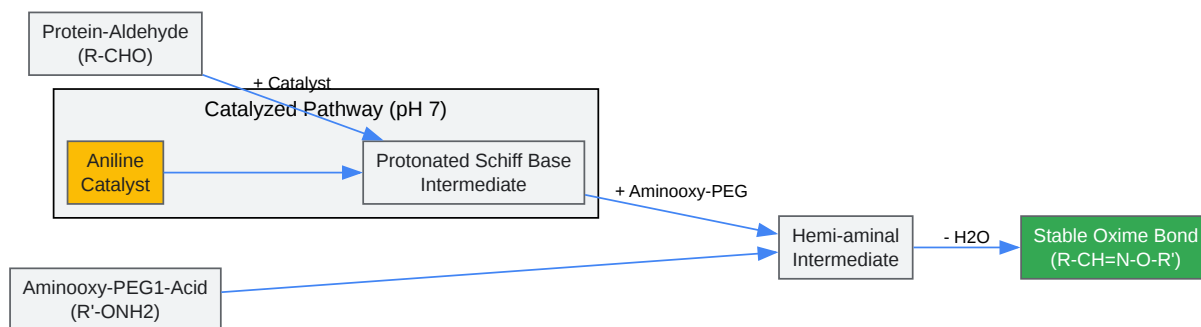 Protein-Aldehyde
(R-CHO)
+ Catalyst
Catalyzed Pathway (pH 7)
Aniline
Catalyst
Protonated Schiff Base
Intermediate
+ Aminooxy-PEG
Hemi-aminal
Intermediate
- H2O
Stable Oxime Bond
(R-CH=N-O-R')
Aminooxy-PEG1-Acid
(R'-ONH2)